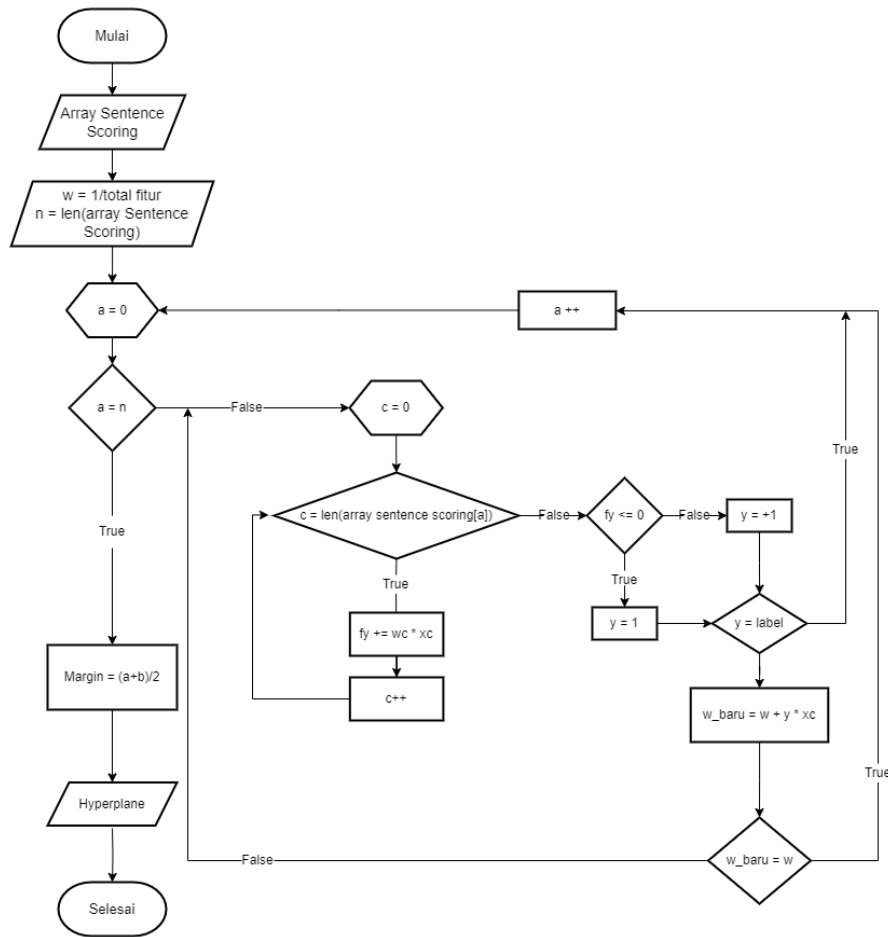 Mulai
Array Sentence
Scoring
w = 1/total fitur
n = len(array Sentence
Scoring)
a = 0
a ++
a = n
False
c = 0
True
c = len(array sentence scoring[a])
False
fy <= 0
False
y = +1
True
True
True
fy += wc * xc
y = 1
y = label
Margin = (a+b)/2
c++
w_baru = w + y * xc
True
Hyperplane
False
w_baru = w
Selesai